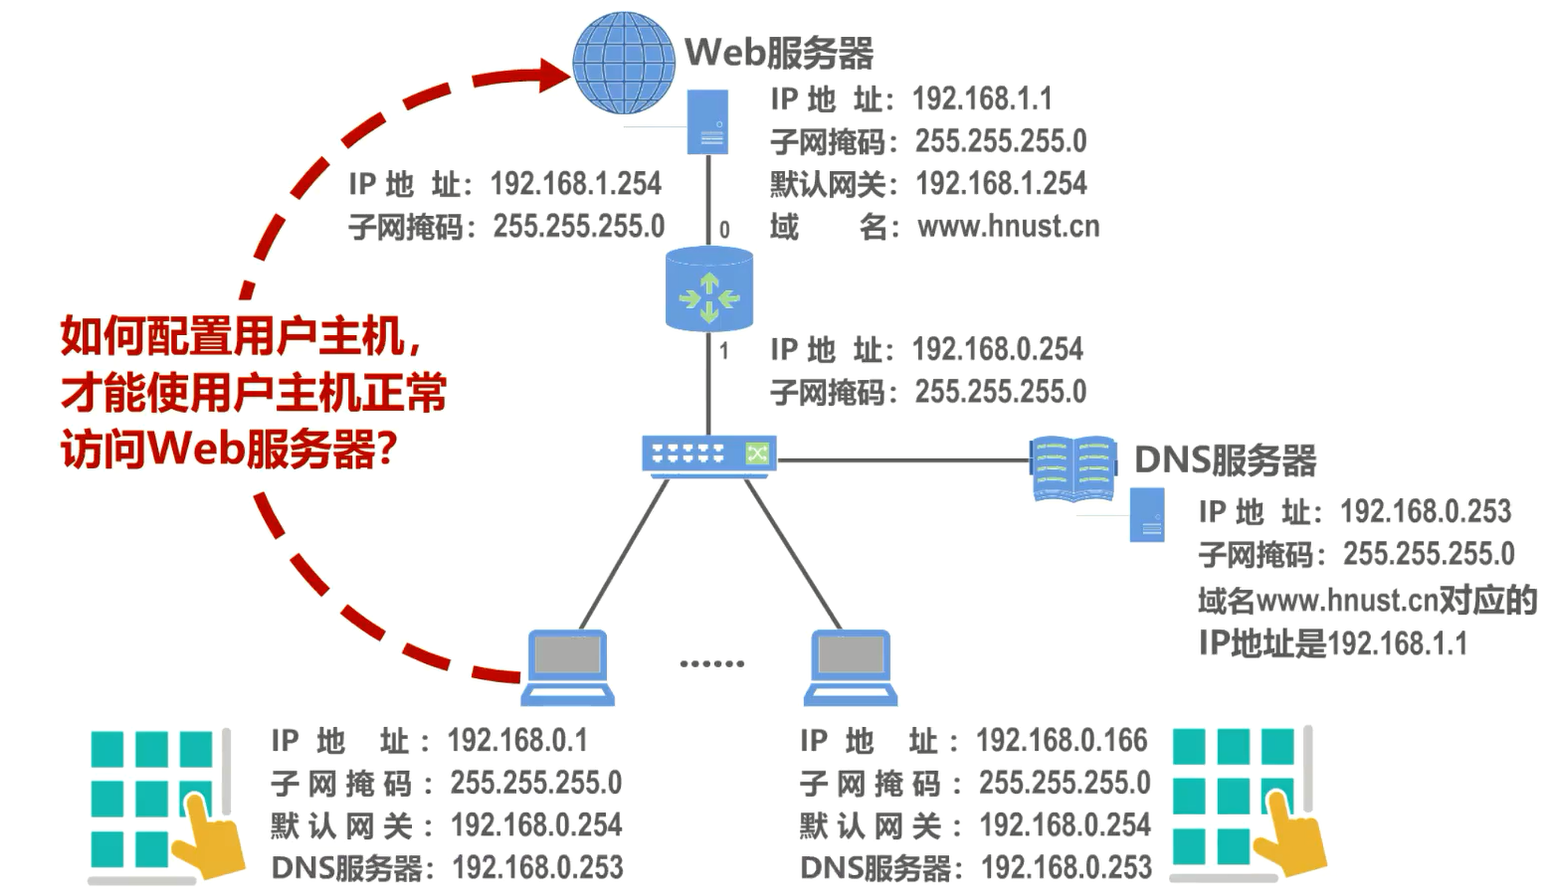 Web服务器
IP 地 址：192.168.1.1
子网掩码：255.255.255.0
默认网关：192.168.1.254
域 名：www.hnust.cn
IP 地 址：192.168.1.254
子网掩码：255.255.255.0
0
1
IP 地 址：192.168.0.254
子网掩码：255.255.255.0
如何配置用户主机，
才能使用户主机正常
访问Web服务器？
DNS服务器
IP 地 址：192.168.0.253
子网掩码：255.255.255.0
域名www.hnust.cn对应的
IP地址是192.168.1.1
......
IP 地 址：192.168.0.1
子网掩码：255.255.255.0
默认网关：192.168.0.254
DNS服务器：192.168.0.253
IP 地 址：192.168.0.166
子网掩码：255.255.255.0
默认网关：192.168.0.254
DNS服务器：192.168.0.253